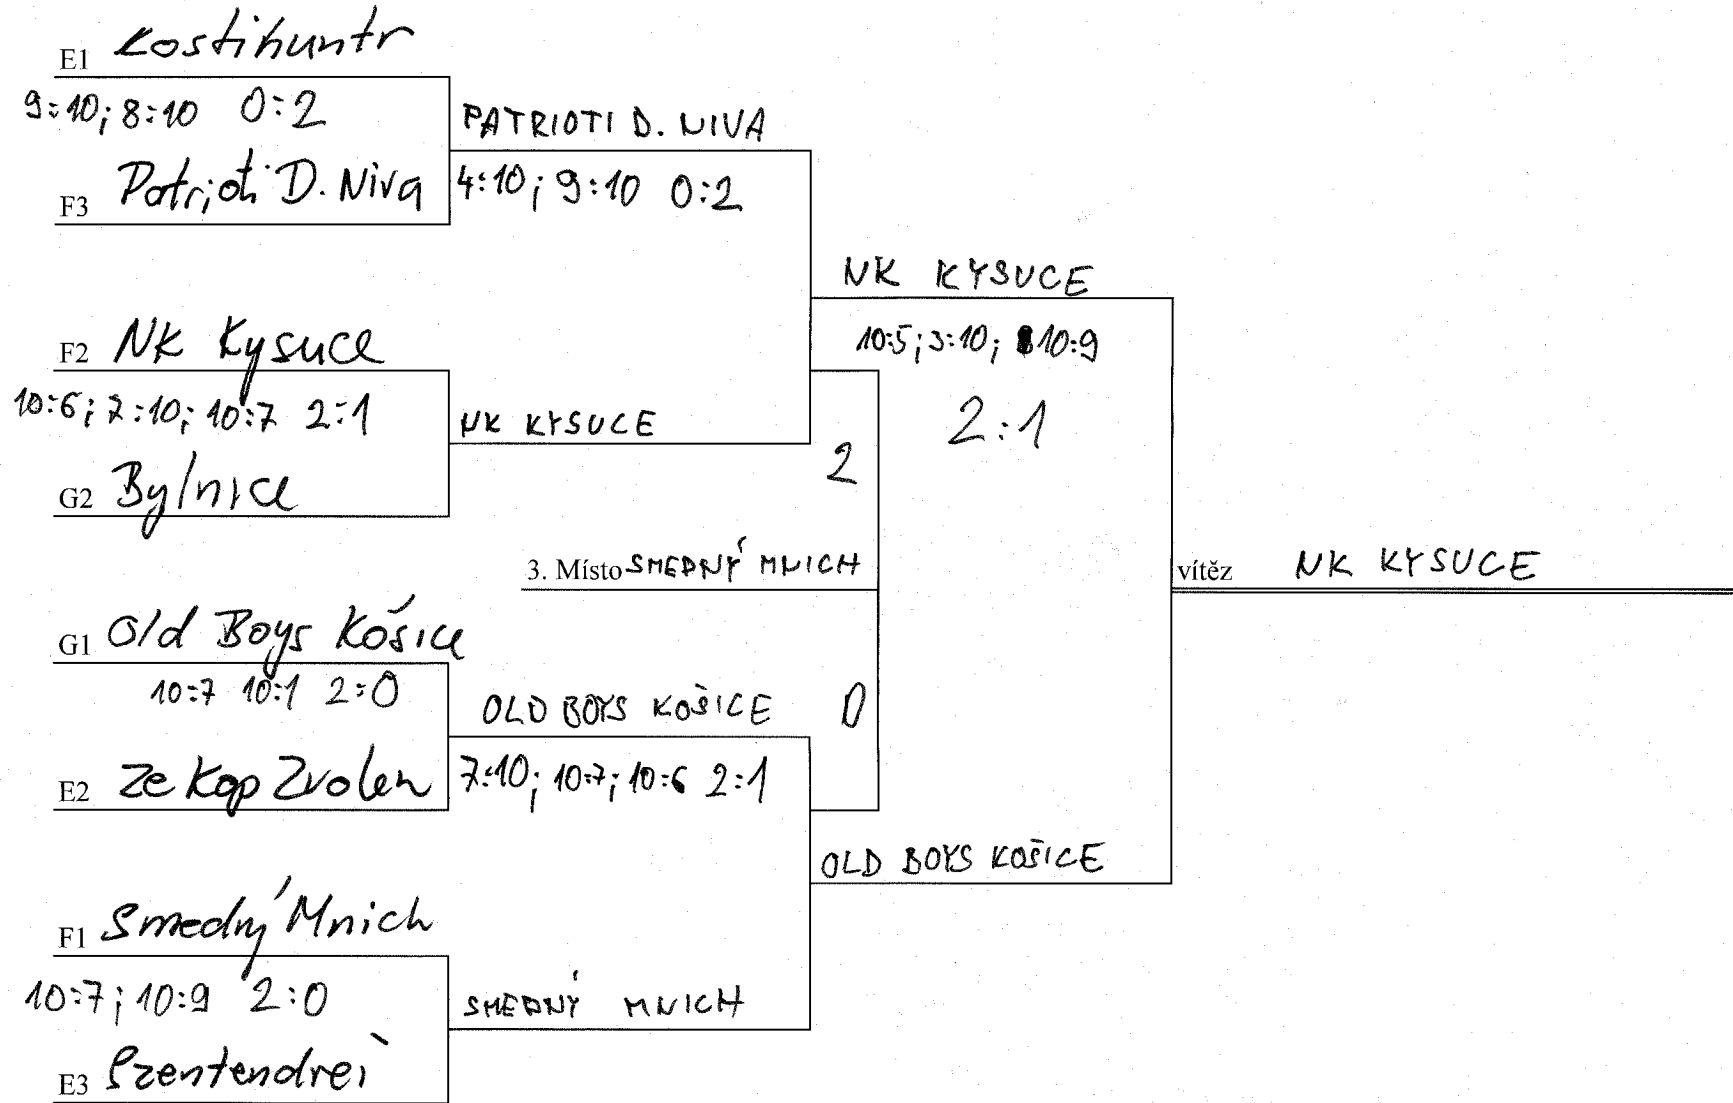 E1 Kostihuntr
9:10; 8:10 0:2
PATRIOTI D. NIVA
F3 Patrioti D. Niva
4:10; 9:10 0:2
NK KYSUCE
F2 NK Kysuce
10:5; 3:10; 10:9
10:6; 7:10; 10:7 2:1
NK KYSUCE
2:1
2
G2 Bylnice
3. Místo SMEDNÝ MNICH
vítěz NK KYSUCE
G1 Old Boys Košice
10:7 10:1 2:0
OLD BOYS KOŠICE
0
E2 Ze Kop Zvolen
7:10; 10:7; 10:6 2:1
OLD BOYS KOŠICE
F1 Smedný Mnich
10:7; 10:9 2:0
SMEDNÝ MNICH
E3 Szentendrei